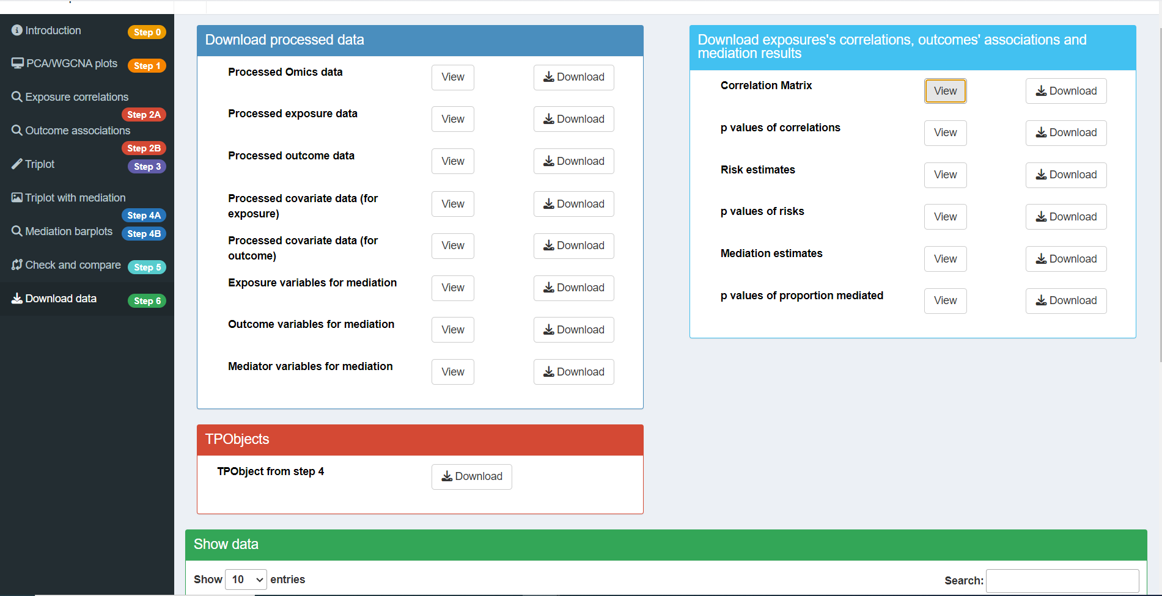 Introduction
Step 0
PCA/WGCNA plots
Step 1
Exposure correlations
Step 2A
Outcome associations
Step 2B
Triplot
Step 3
Triplot with mediation
Step 4A
Mediation barplots
Step 4B
Check and compare
Step 5
Download data
Step 6
Download processed data
Processed Omics data View Download
Processed exposure data View Download
Processed outcome data View Download
Processed covariate data (for
exposure) View Download
Processed covariate data (for
outcome) View Download
Exposure variables for mediation View Download
Outcome variables for mediation View Download
Mediator variables for mediation View Download
Download exposures's correlations, outcomes' associations and
mediation results
Correlation Matrix View Download
p values of correlations View Download
Risk estimates View Download
p values of risks View Download
Mediation estimates View Download
p values of proportion mediated View Download
TPObjects
TPObject from step 4 Download
Show data
Show 10 entries
Search: